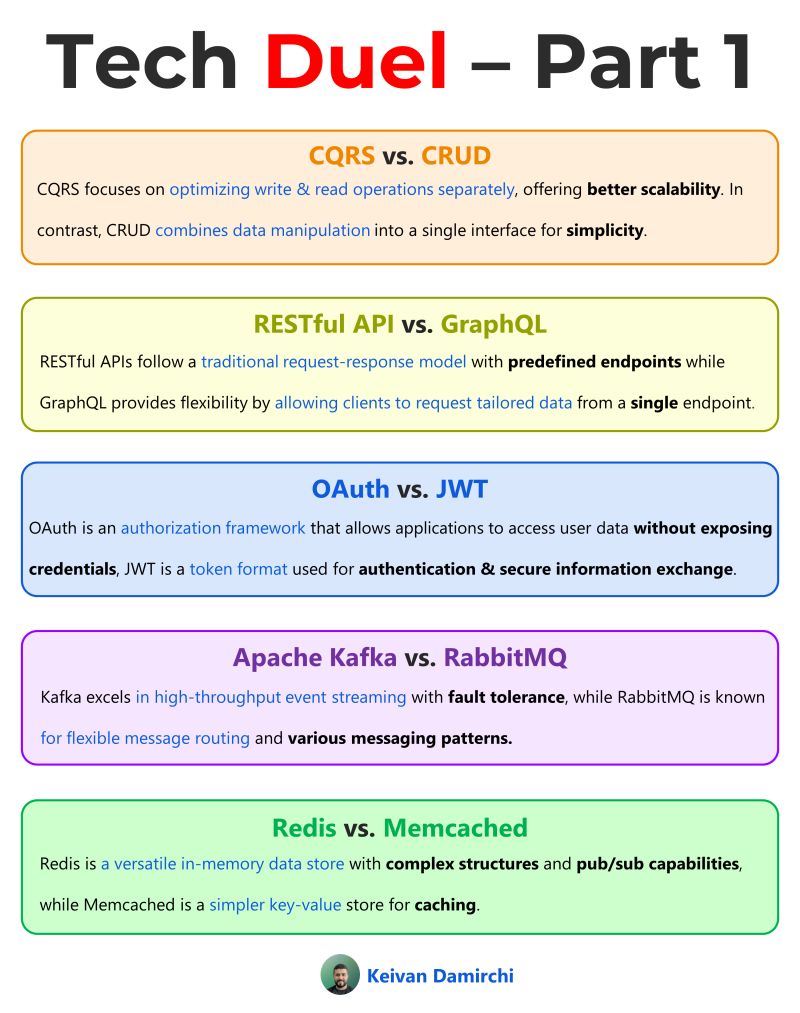 Tech Duel – Part 1
CQRS vs. CRUD
CQRS focuses on optimizing write & read operations separately, offering better scalability. In
contrast, CRUD combines data manipulation into a single interface for simplicity.
RESTful API vs. GraphQL
RESTful APIs follow a traditional request-response model with predefined endpoints while
GraphQL provides flexibility by allowing clients to request tailored data from a single endpoint.
OAuth vs. JWT
OAuth is an authorization framework that allows applications to access user data without exposing
credentials, JWT is a token format used for authentication & secure information exchange.
Apache Kafka vs. RabbitMQ
Kafka excels in high-throughput event streaming with fault tolerance, while RabbitMQ is known
for flexible message routing and various messaging patterns.
Redis vs. Memcached
Redis is a versatile in-memory data store with complex structures and pub/sub capabilities,
while Memcached is a simpler key-value store for caching.
Keivan Damirchi